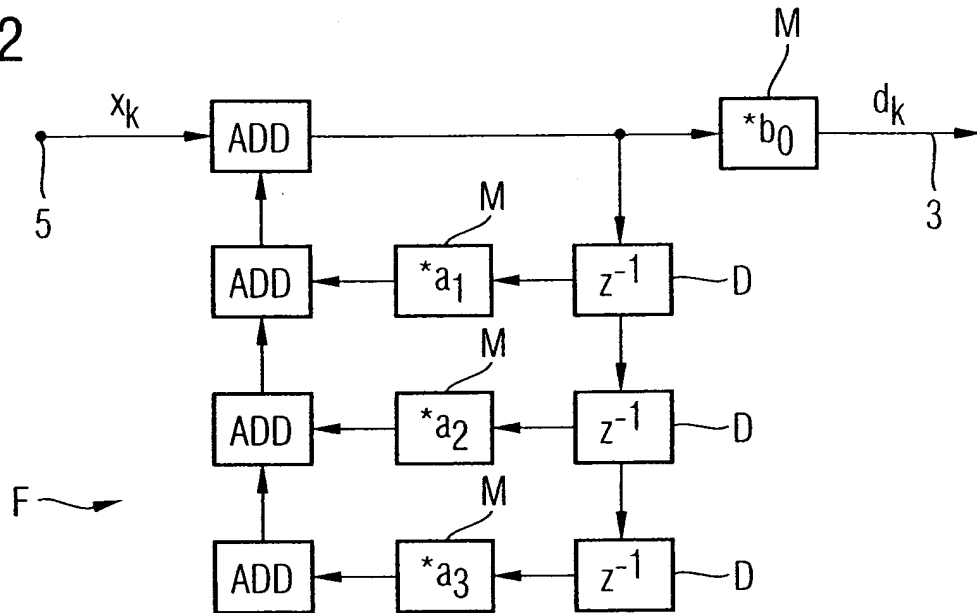 2
M
x_k
ADD
*b_0
d_k
5
3
M
ADD
*a_1
z^{-1}
D
M
ADD
*a_2
z^{-1}
D
F
M
ADD
*a_3
z^{-1}
D